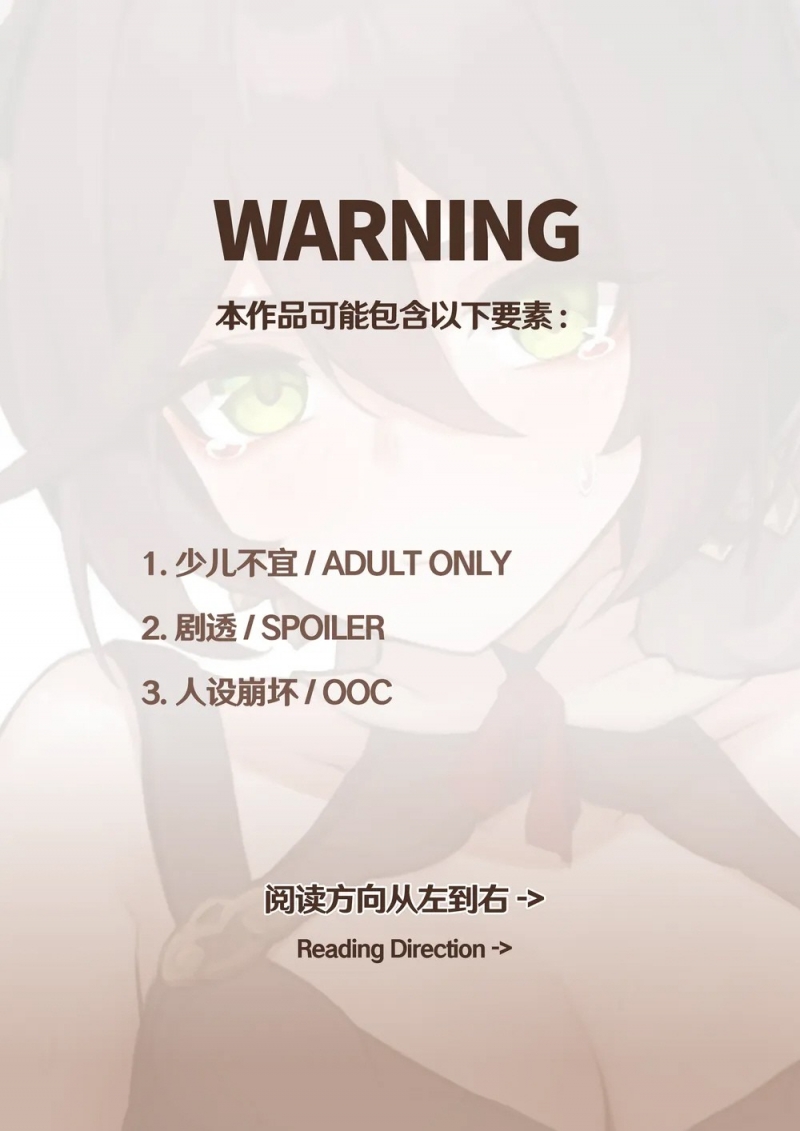 WARNING
本作品可能包含以下要素：
1. 少儿不宜 / ADULT ONLY
2. 剧透 / SPOILER
3. 人设崩坏 / OOC
阅读方向从左到右 ->
Reading Direction ->